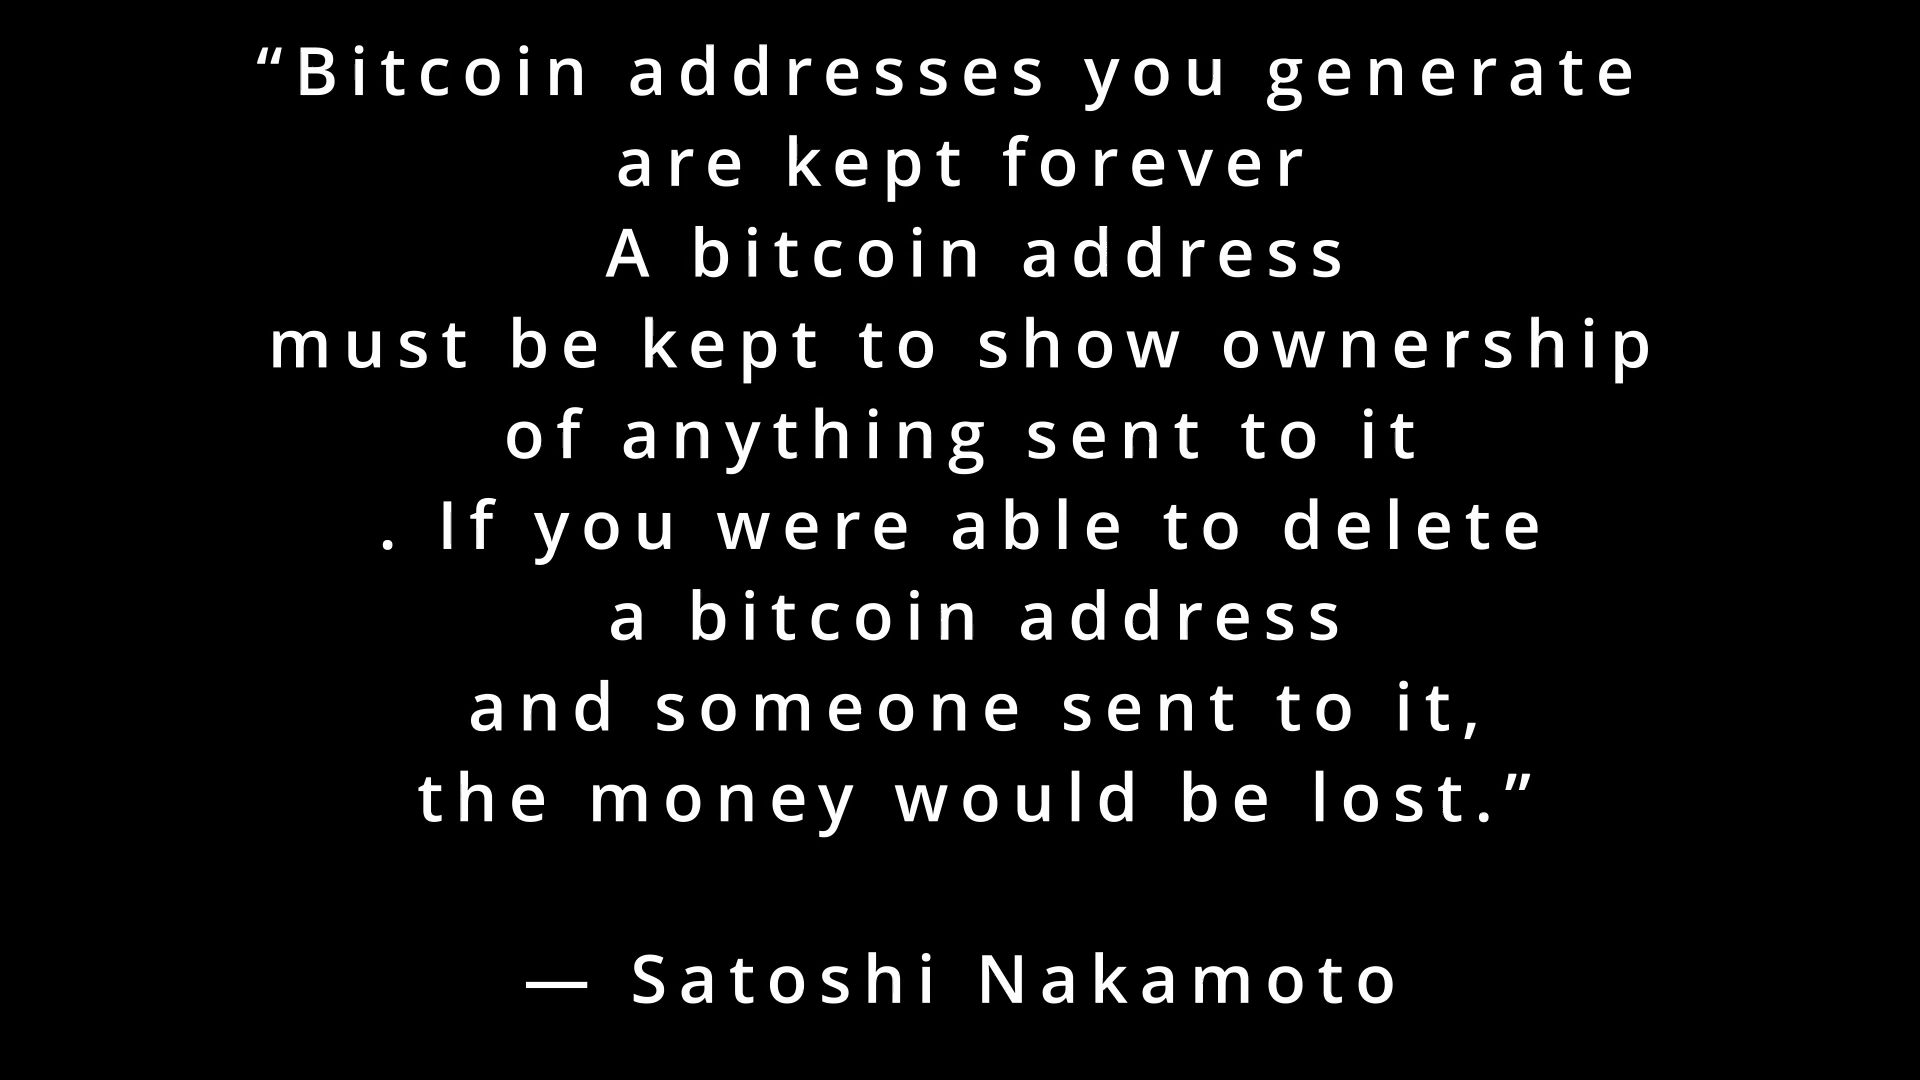 “Bitcoin addresses you generate
are kept forever
A bitcoin address
must be kept to show ownership
of anything sent to it
. If you were able to delete
a bitcoin address
and someone sent to it,
the money would be lost.”
— Satoshi Nakamoto